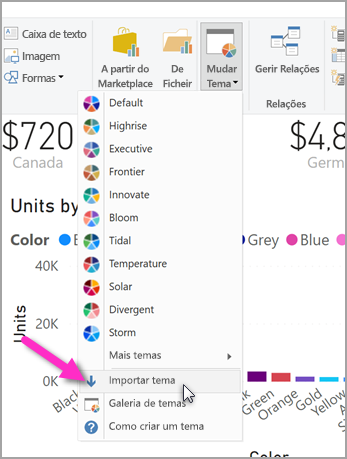 Caixa de texto
Imagem
Formas
A partir do
Marketplace
De
Ficheir
Mudar
Tema
Gerir Relações
Relações
$720
Canada
$4,8
Germ
Units by
Color
Grey
Blue
Units
40K
20K
0K
Default
Highrise
Executive
Frontier
Innovate
Bloom
Tidal
Temperature
Solar
Divergent
Storm
Mais temas
Importar tema
Galeria de temas
Como criar um tema
Green
Orange
Gold
Yellow
Color